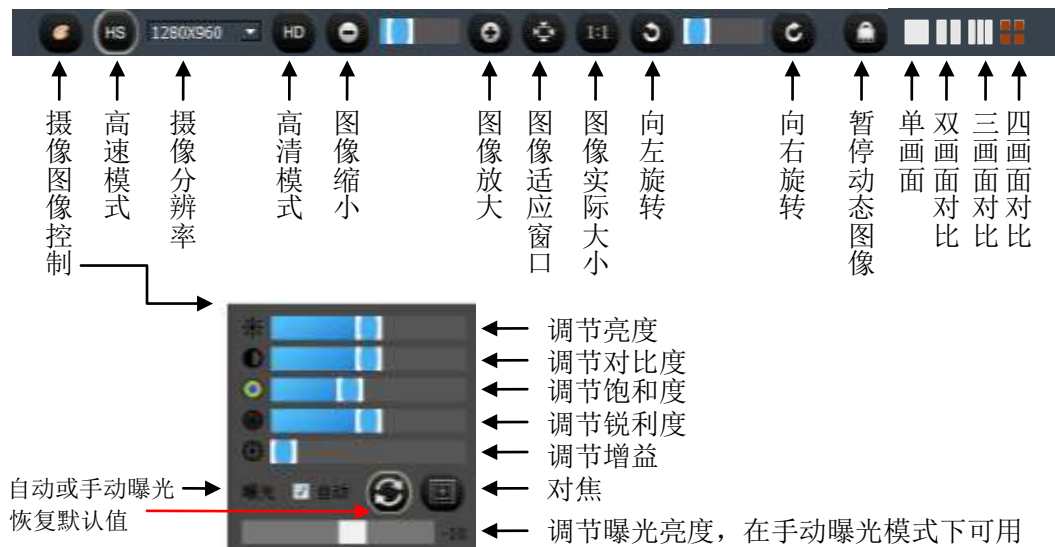 HS
1280X960
HD
1:1
摄像图像控制
高速模式
摄像分辨率
高清模式
图像缩小
图像放大
图像适应窗口
图像实际大小
向左旋转
向右旋转
暂停动态图像
单画面
双画面对比
三画面对比
四画面对比
调节亮度
调节对比度
调节饱和度
调节锐利度
调节增益
自动或手动曝光
曝光 自动
对焦
恢复默认值
-10
调节曝光亮度，在手动曝光模式下可用